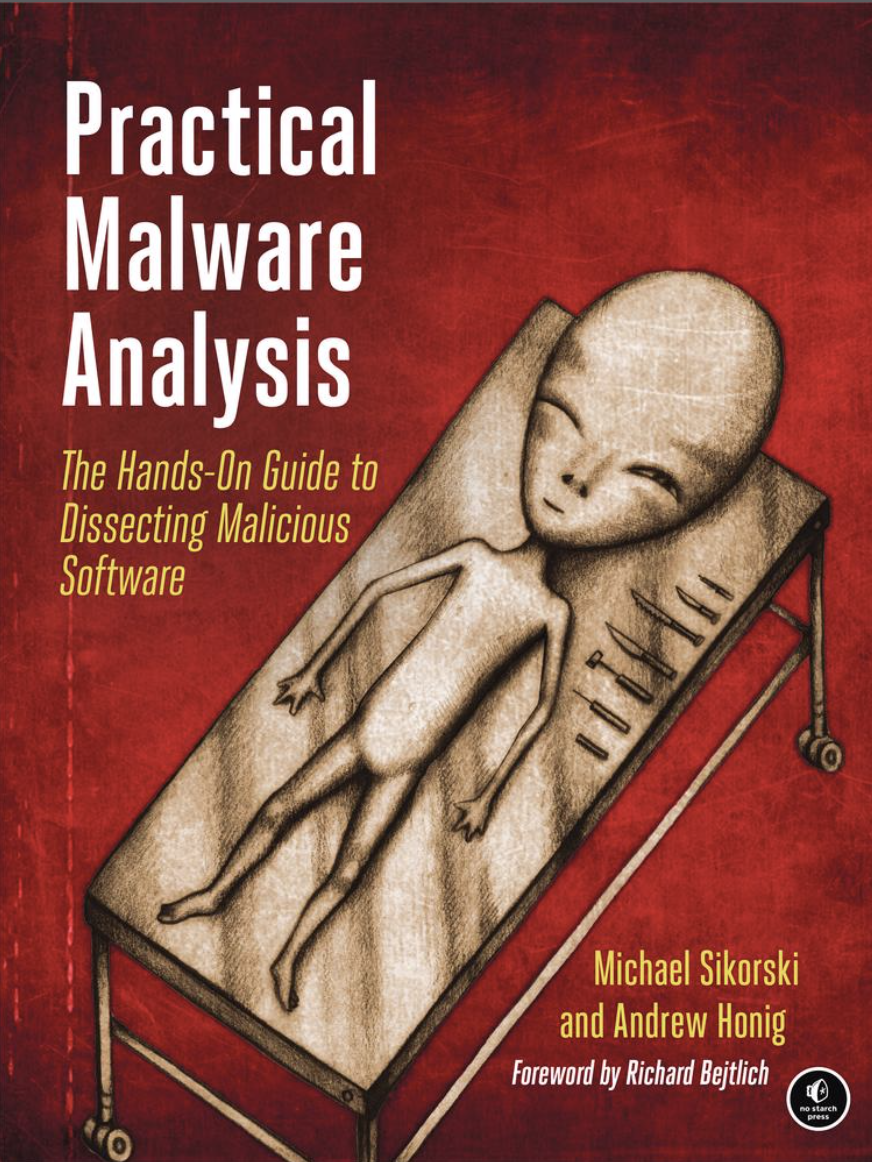 Practical
Malware
Analysis
The Hands-On Guide to
Dissecting Malicious
Software
Michael Sikorski
and Andrew Honig
Foreword by Richard Bejtlich
no starch
press